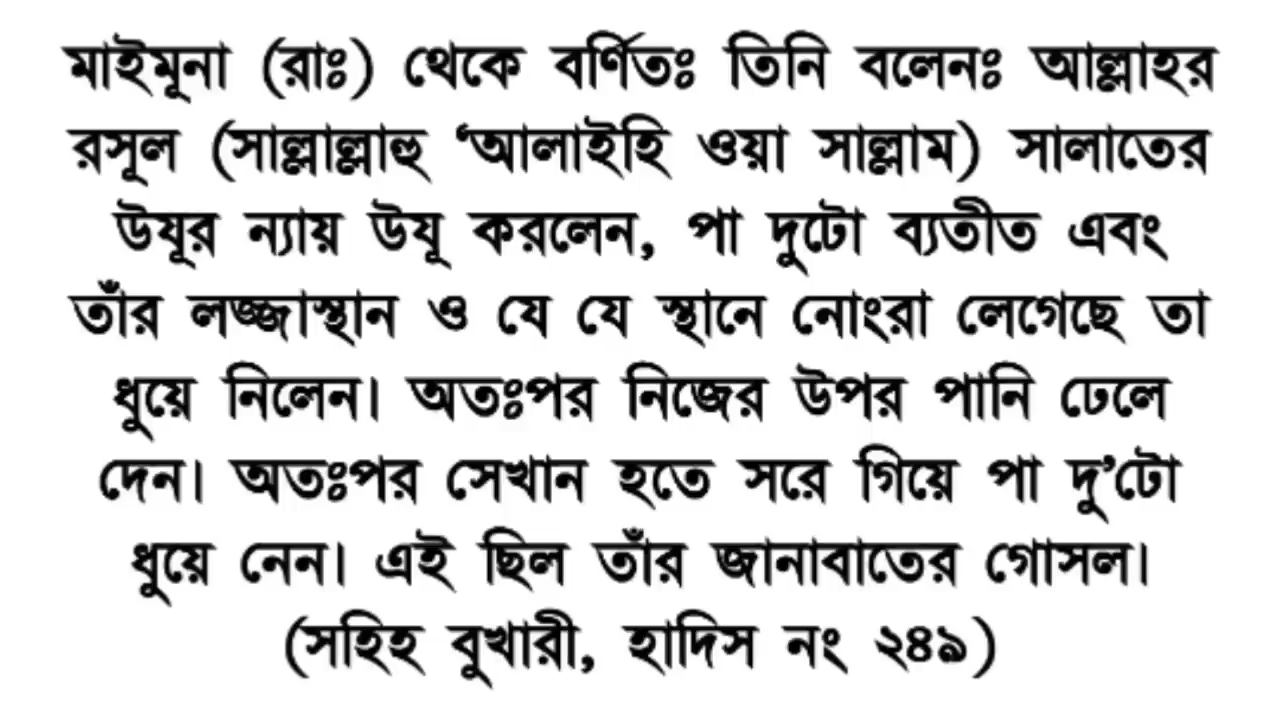 মাইমূনা (রাঃ) থেকে বর্ণিতঃ তিনি বলেনঃ আল্লাহর
রসূল (সাল্লাল্লাহু ‘আলাইহি ওয়া সাল্লাম) সালাতের
উযূর ন্যায় উযূ করলেন, পা দুটো ব্যতীত এবং
তাঁর লজ্জাস্থান ও যে যে স্থানে নোংরা লেগেছে তা
ধুয়ে নিলেন। অতঃপর নিজের উপর পানি ঢেলে
দেন। অতঃপর সেখান হতে সরে গিয়ে পা দু’টো
ধুয়ে নেন। এই ছিল তাঁর জানাবাতের গোসল।
(সহিহ বুখারী, হাদিস নং ২৪৯)